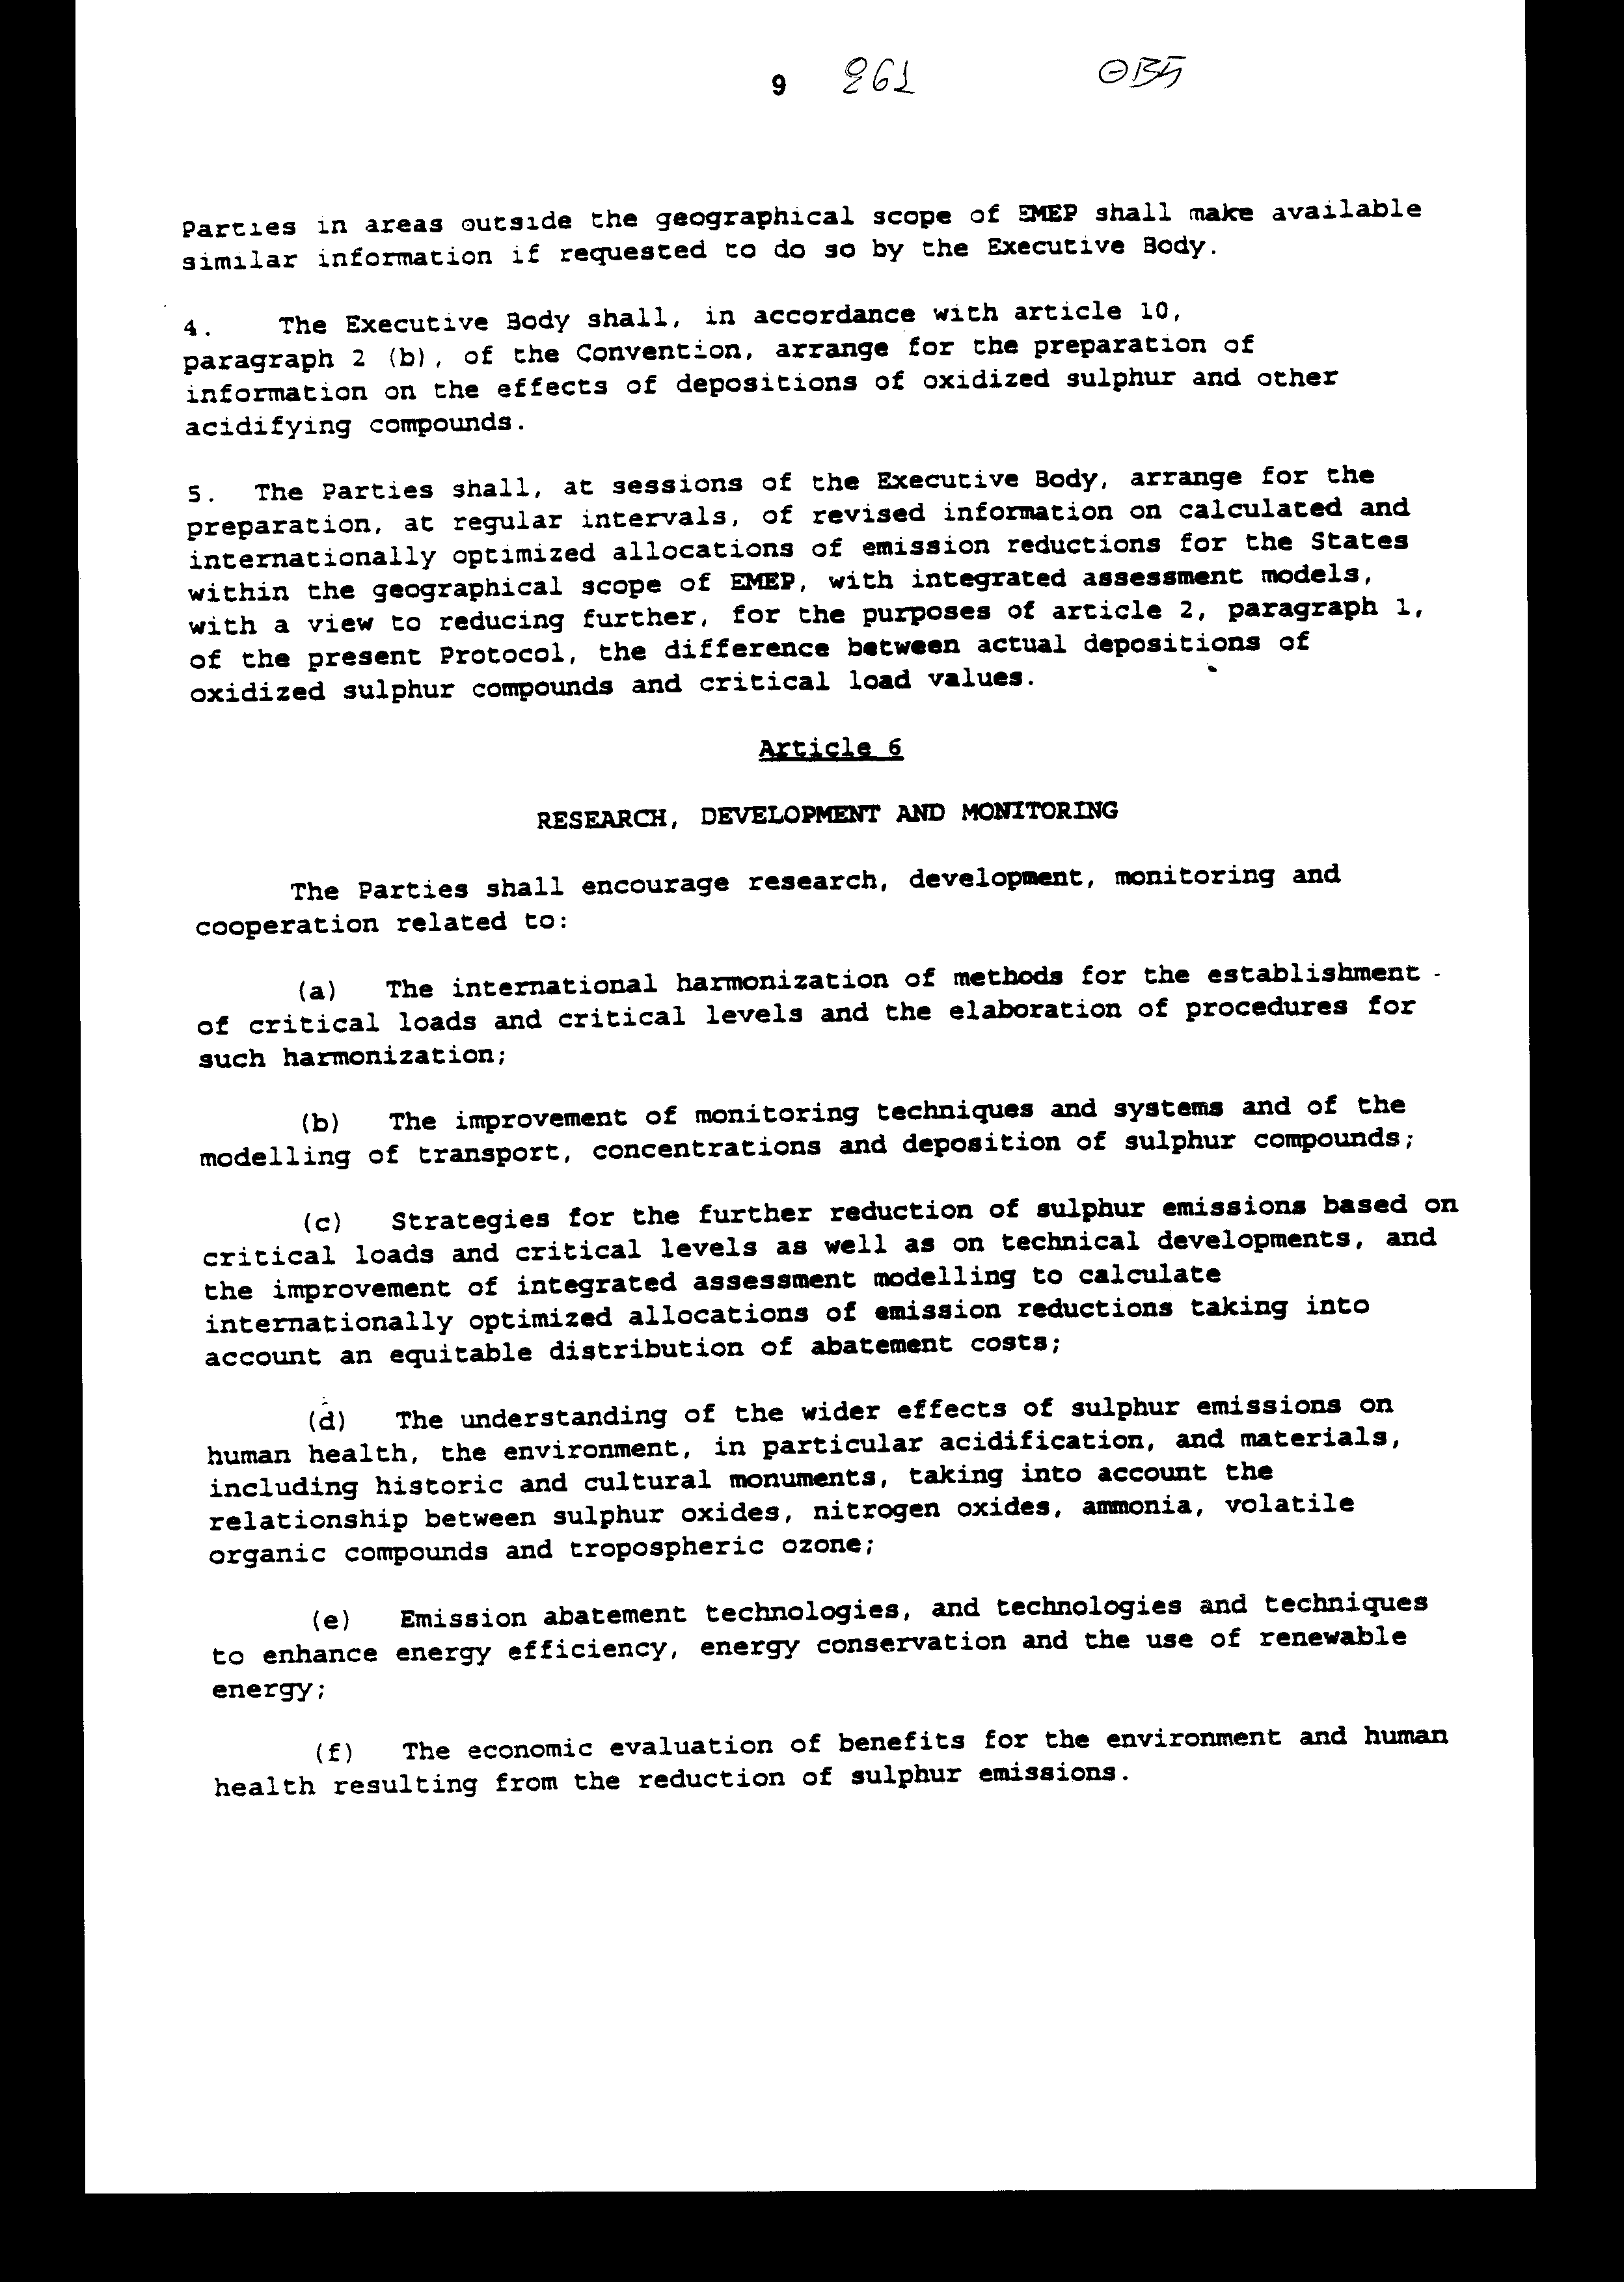 9 261
Parties in areas outside the geographical scope of EMEP shall make available
similar information if requested to do so by the Executive Body.
4. The Executive Body shall, in accordance with article 10,
paragraph 2 (b), of the Convention, arrange for the preparation of
information on the effects of depositions of oxidized sulphur and other
acidifying compounds.
5. The Parties shall, at sessions of the Executive Body, arrange for the
preparation, at regular intervals, of revised information on calculated and
internationally optimized allocations of emission reductions for the States
within the geographical scope of EMEP, with integrated assessment models,
with a view to reducing further, for the purposes of article 2, paragraph 1,
of the present Protocol, the difference between actual depositions of
oxidized sulphur compounds and critical load values.
Article 6
RESEARCH, DEVELOPMENT AND MONITORING
The Parties shall encourage research, development, monitoring and
cooperation related to:
(a) The international harmonization of methods for the establishment
of critical loads and critical levels and the elaboration of procedures for
such harmonization;
(b) The improvement of monitoring techniques and systems and of the
modelling of transport, concentrations and deposition of sulphur compounds;
(c) Strategies for the further reduction of sulphur emissions based on
critical loads and critical levels as well as on technical developments, and
the improvement of integrated assessment modelling to calculate
internationally optimized allocations of emission reductions taking into
account an equitable distribution of abatement costs;
(d) The understanding of the wider effects of sulphur emissions on
human health, the environment, in particular acidification, and materials,
including historic and cultural monuments, taking into account the
relationship between sulphur oxides, nitrogen oxides, ammonia, volatile
organic compounds and tropospheric ozone;
(e) Emission abatement technologies, and technologies and techniques
to enhance energy efficiency, energy conservation and the use of renewable
energy;
(f) The economic evaluation of benefits for the environment and human
health resulting from the reduction of sulphur emissions.